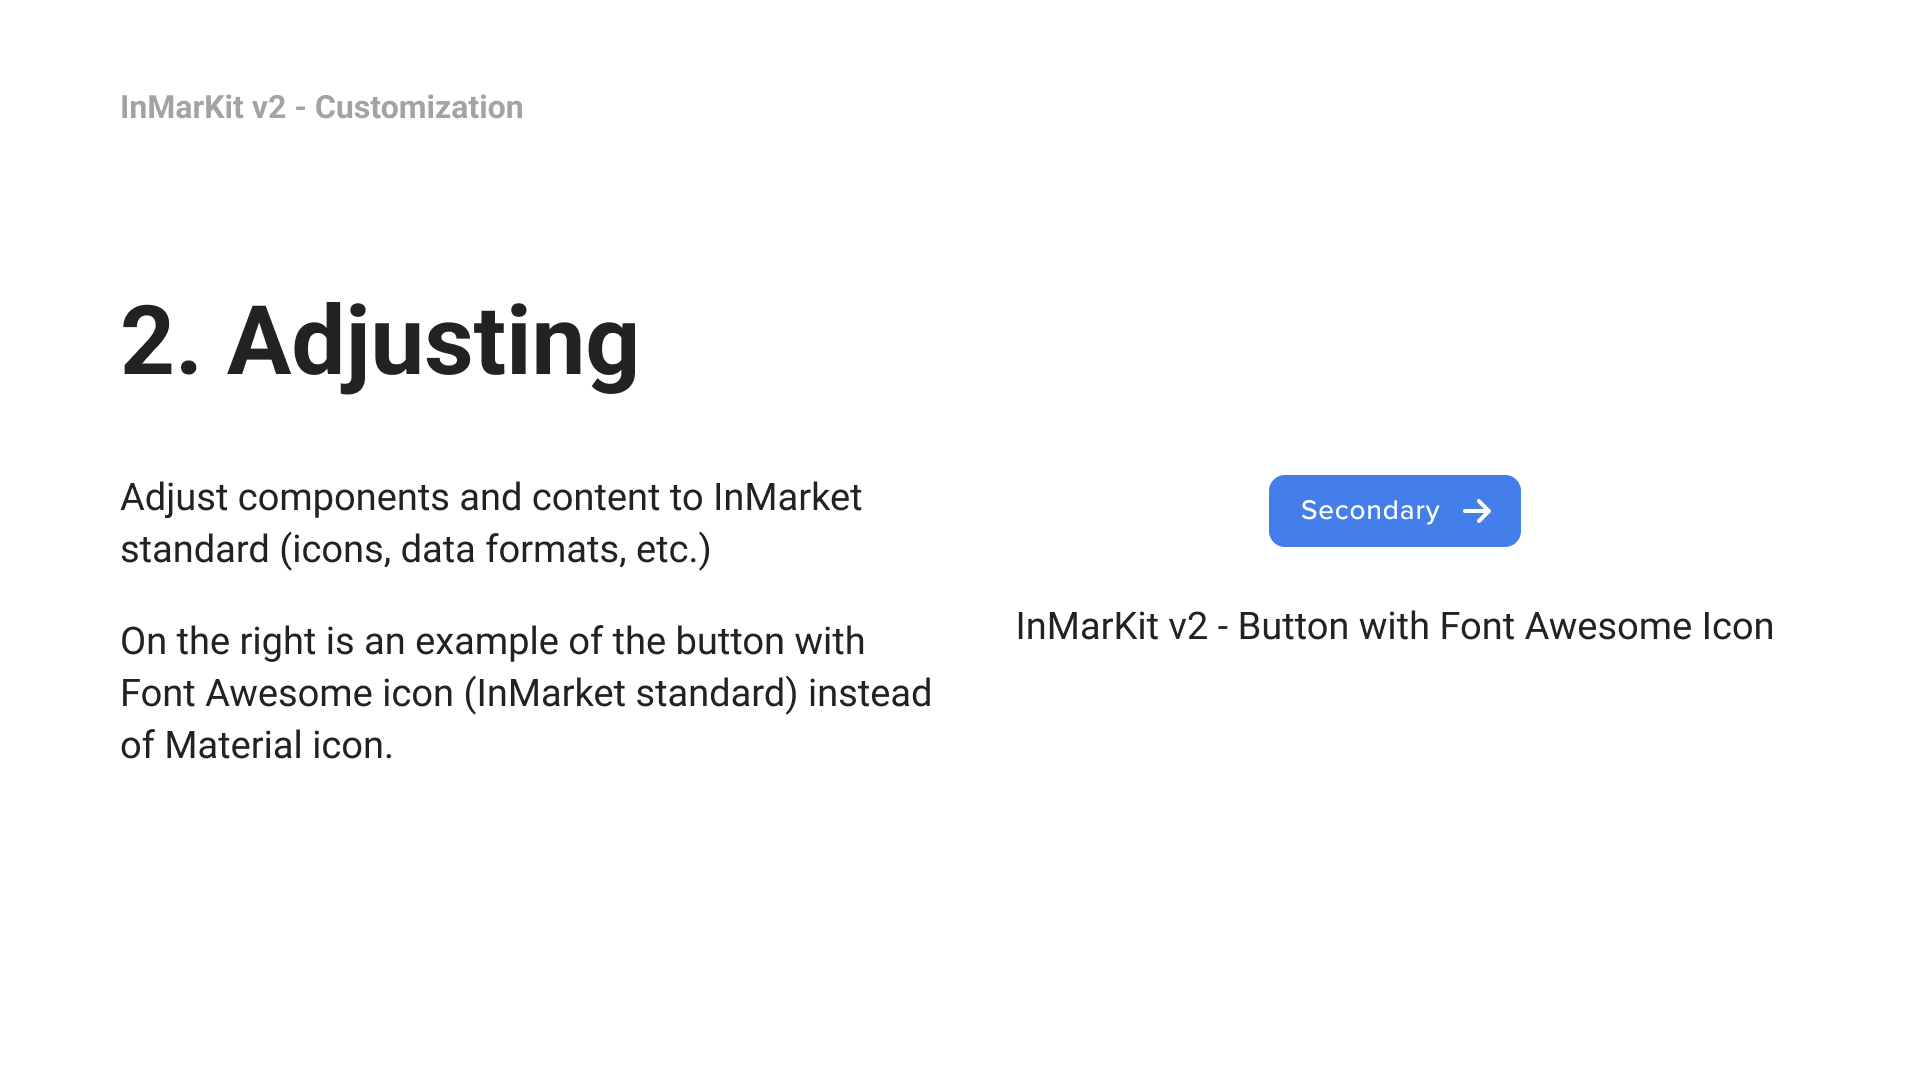 InMarKit v2 - Customization
2. Adjusting
Adjust components and content to InMarket
standard (icons, data formats, etc.)
On the right is an example of the button with
Font Awesome icon (InMarket standard) instead
of Material icon.
Secondary
InMarKit v2 - Button with Font Awesome Icon